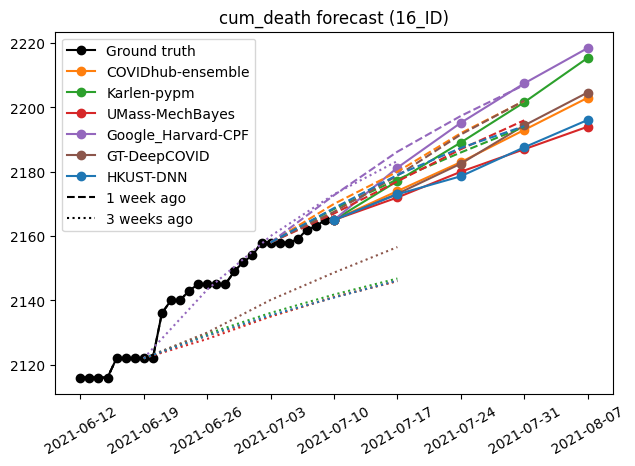 cum_death forecast (16_ID)
2220
2200
2180
2160
2140
2120
Ground truth
COVIDhub-ensemble
Karlen-pypm
UMass-MechBayes
Google_Harvard-CPF
GT-DeepCOVID
HKUST-DNN
1 week ago
3 weeks ago
2021-06-12
2021-06-19
2021-06-26
2021-07-03
2021-07-10
2021-07-17
2021-07-24
2021-07-31
2021-08-07